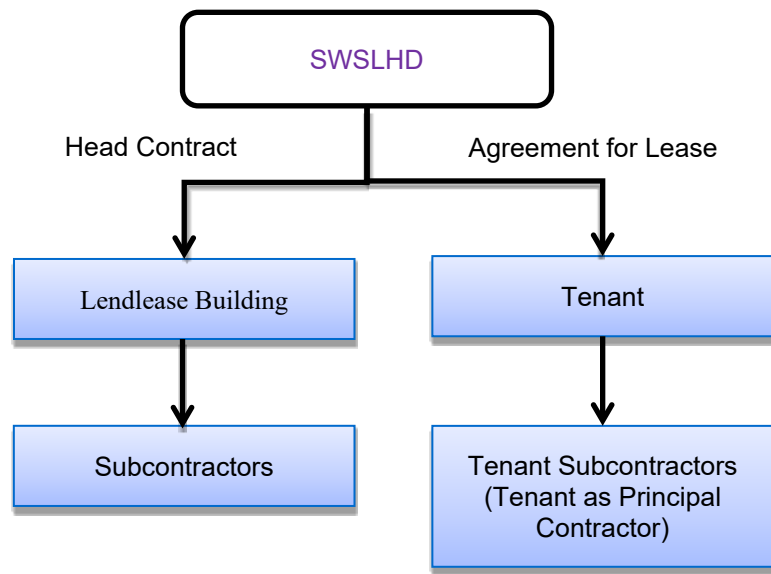 SWSLHD
Head Contract
Agreement for Lease
Lendlease Building
Tenant
Subcontractors
Tenant Subcontractors
(Tenant as Principal
Contractor)